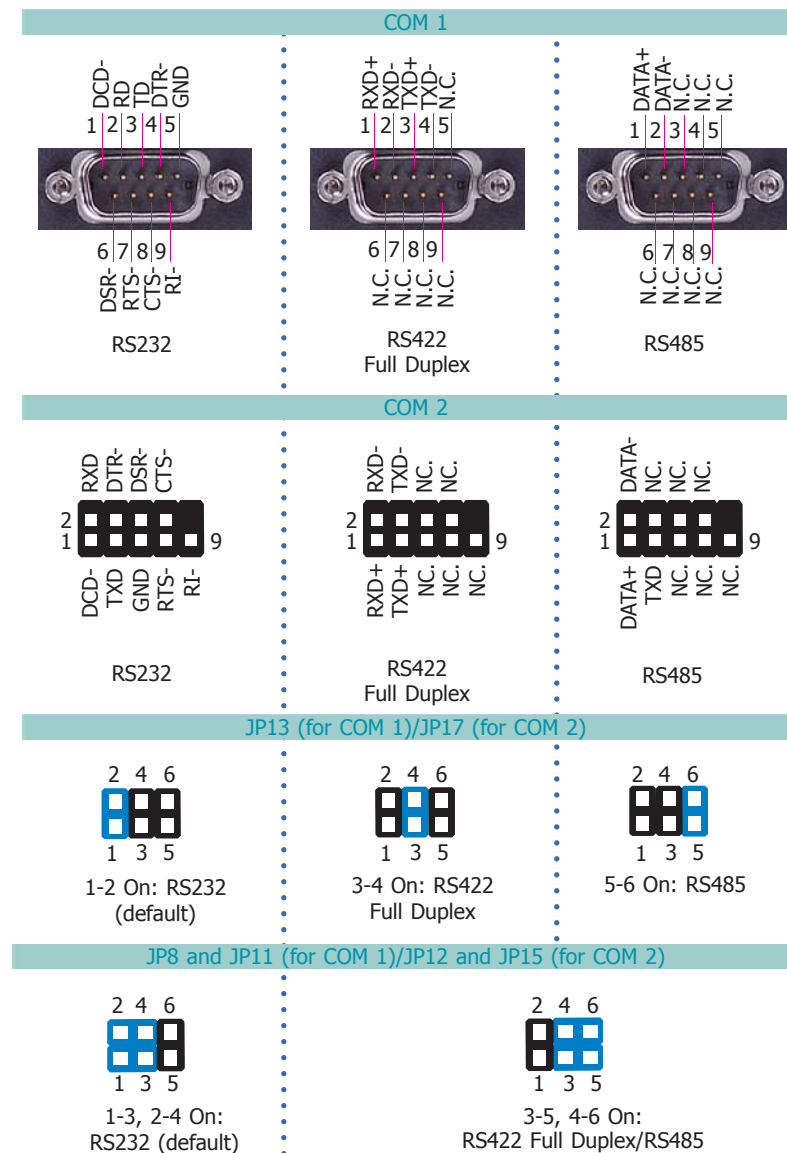 COM 1
DCD- RD TD DTR- GND
1 2 3 4 5
6 7 8 9
DSR- RTS- CTS- RI-
RS232
RXD+ RXD- TXD+ TXD- N.C.
1 2 3 4 5
6 7 8 9
N.C. N.C. N.C. N.C.
RS422
Full Duplex
DATA+ DATA- N.C. N.C. N.C.
1 2 3 4 5
6 7 8 9
N.C. N.C. N.C. N.C.
RS485
COM 2
RXD DTR- DSR- CTS-
2
1 9
DCD- TXD GND RTS- RI-
RS232
RXD- TXD- NC. NC.
2
1 9
RXD+ TXD+ NC. NC. NC.
RS422
Full Duplex
DATA- NC. NC. NC.
2
1 9
DATA+ TXD NC. NC. NC.
RS485
JP13 (for COM 1)/JP17 (for COM 2)
2 4 6
1 3 5
1-2 On: RS232
(default)
2 4 6
1 3 5
3-4 On: RS422
Full Duplex
2 4 6
1 3 5
5-6 On: RS485
JP8 and JP11 (for COM 1)/JP12 and JP15 (for COM 2)
2 4 6
1 3 5
1-3, 2-4 On:
RS232 (default)
2 4 6
1 3 5
3-5, 4-6 On:
RS422 Full Duplex/RS485